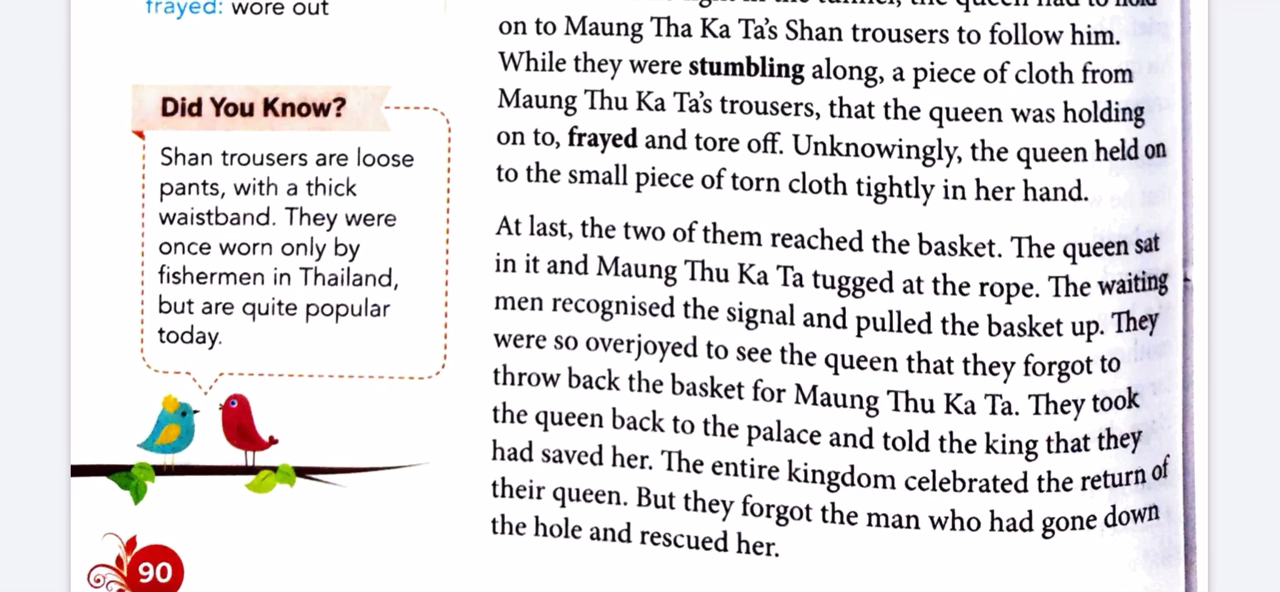 frayed: wore out
Did You Know?
Shan trousers are loose
pants, with a thick
waistband. They were
once worn only by
fishermen in Thailand,
but are quite popular
today.
90
in the tunnel, the queen had to hold
on to Maung Tha Ka Ta's Shan trousers to follow him.
While they were stumbling along, a piece of cloth from
Maung Thu Ka Ta's trousers, that the queen was holding
on to, frayed and tore off. Unknowingly, the queen held on
to the small piece of torn cloth tightly in her hand.
At last, the two of them reached the basket. The queen sat
in it and Maung Thu Ka Ta tugged at the rope. The waiting
men recognised the signal and pulled the basket up. They
were so overjoyed to see the queen that they forgot to
throw back the basket for Maung Thu Ka Ta. They took
the queen back to the palace and told the king that they
had saved her. The entire kingdom celebrated the return of
their queen. But they forgot the man who had gone down
the hole and rescued her.